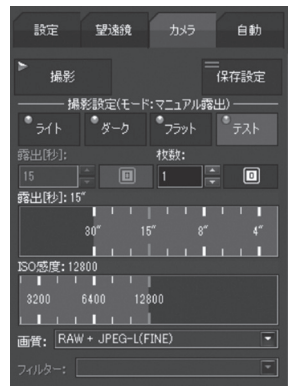 設定 望遠鏡 カメラ 自動
撮影 保存設定
撮影設定(モード:マニュアル露出)
ライト ダーク フラット テスト
露出[秒]: 枚数:
15 1
露出[秒]: 15"
30" 15" 8" 4"
ISO感度: 12800
3200 6400 12800
画質: RAW + JPEG-L(FINE)
フィルター: